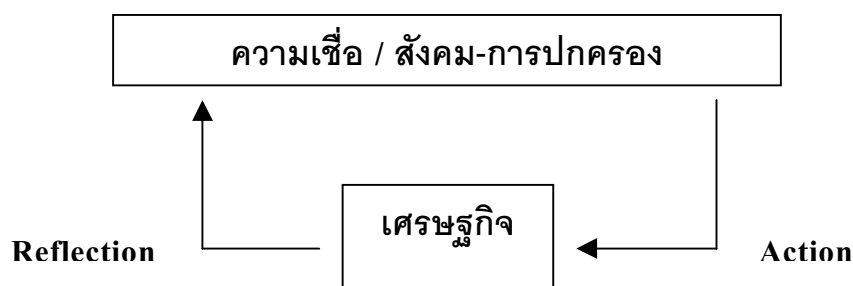 ความเชื่อ / สังคม-การปกครอง
เศรษฐกิจ
Reflection
Action